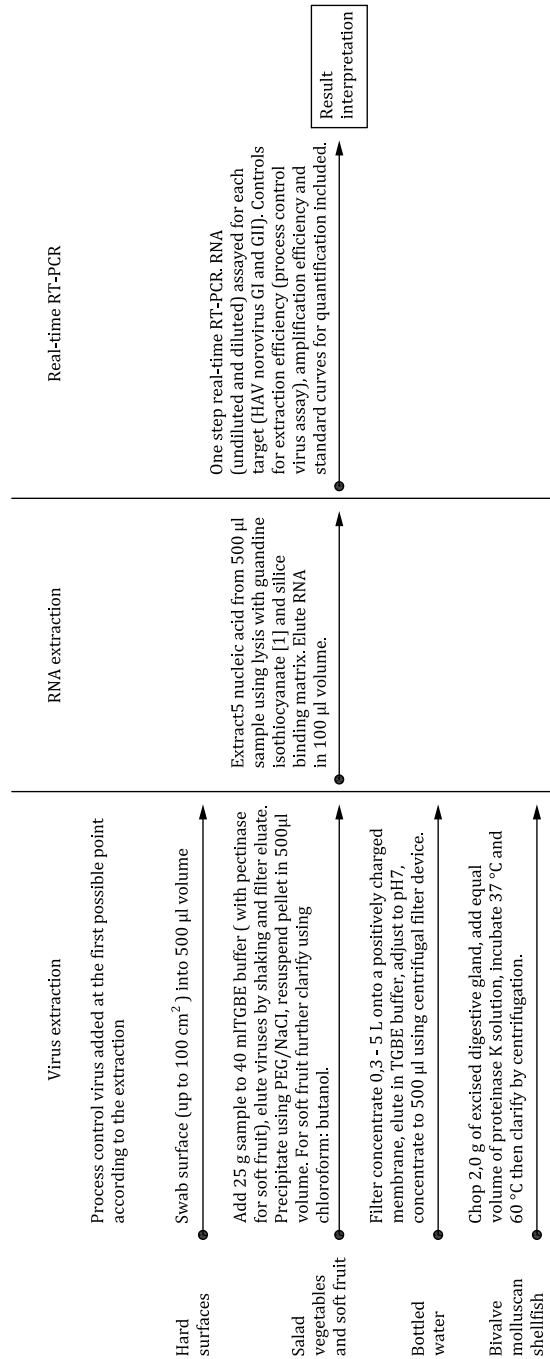 Virus extraction
RNA extraction
Real-time RT-PCR
Process control virus added at the first possible point
according to the extraction
Hard
surfaces
Swab surface (up to 100 cm² ) into 500 µl volume
Salad
vegetables
and soft fruit
Add 25 g sample to 40 mlTGBE buffer ( with pectinase
for soft fruit), elute viruses by shaking and filter eluate.
Precipitate using PEG/NaCl, resuspend pellet in 500µl
volume. For soft fruit further clarify using
chloroform: butanol.
Bottled
water
Filter concentrate 0,3 - 5 L onto a positively charged
membrane, elute in TGBE buffer, adjust to pH7,
concentrate to 500 µl using centrifugal filter device.
Bivalve
molluscan
shellfish
Chop 2,0 g of excised digestive gland, add equal
volume of proteinase K solution, incubate 37 °C and
60 °C then clarify by centrifugation.
Extract5 nucleic acid from 500 µl
sample using lysis with guandine
isothiocyanate [1] and silice
binding matrix. Elute RNA
in 100 µl volume.
One step real-time RT-PCR. RNA
(undiluted and diluted) assayed for each
target (HAV norovirus GI and GII). Controls
for extraction efficiency (process control
virus assay), amplification efficiency and
standard curves for quantification included.
Result
interpretation